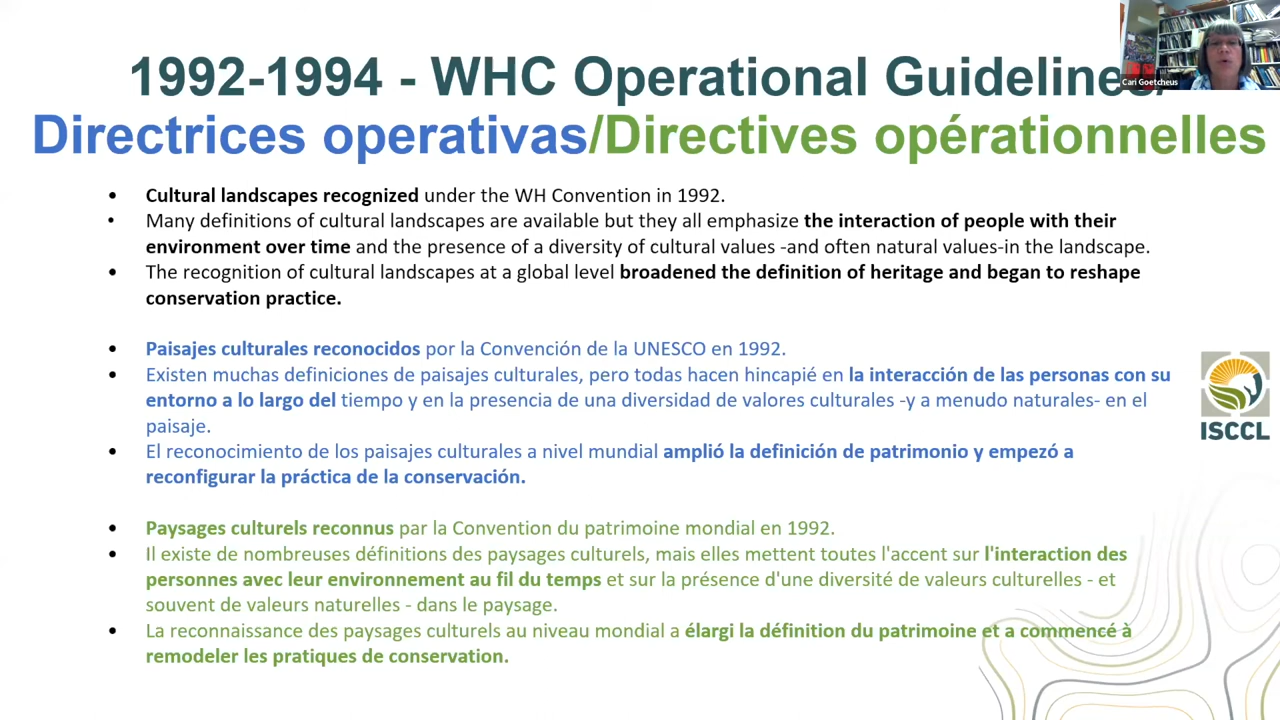 1992-1994 - WHC Operational Guidelines/
Directrices operativas/Directives opérationnelles
Cari Goetcheus
• Cultural landscapes recognized under the WH Convention in 1992.
• Many definitions of cultural landscapes are available but they all emphasize the interaction of people with their
environment over time and the presence of a diversity of cultural values -and often natural values-in the landscape.
• The recognition of cultural landscapes at a global level broadened the definition of heritage and began to reshape
conservation practice.
• Paisajes culturales reconocidos por la Convención de la UNESCO en 1992.
• Existen muchas definiciones de paisajes culturales, pero todas hacen hincapié en la interacción de las personas con su
entorno a lo largo del tiempo y en la presencia de una diversidad de valores culturales -y a menudo naturales- en el
paisaje.
• El reconocimiento de los paisajes culturales a nivel mundial amplió la definición de patrimonio y empezó a
reconfigurar la práctica de la conservación.
ISCCL
• Paysages culturels reconnus par la Convention du patrimoine mondial en 1992.
• Il existe de nombreuses définitions des paysages culturels, mais elles mettent toutes l'accent sur l'interaction des
personnes avec leur environnement au fil du temps et sur la présence d'une diversité de valeurs culturelles - et
souvent de valeurs naturelles - dans le paysage.
• La reconnaissance des paysages culturels au niveau mondial a élargi la définition du patrimoine et a commencé à
remodeler les pratiques de conservation.